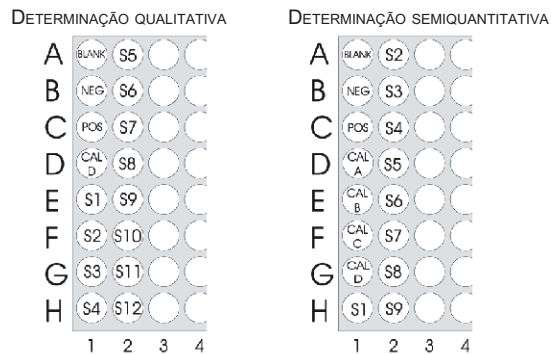 DETERMINAÇÃO QUALITATIVA
A BLANK S5
B NEG S6
C POS S7
D CAL D S8
E S1 S9
F S2 S10
G S3 S11
H S4 S12
1 2 3 4
DETERMINAÇÃO SEMIQUANTITATIVA
A BLANK S2
B NEG S3
C POS S4
D CAL A S5
E CAL B S6
F CAL C S7
G CAL D S8
H S1 S9
1 2 3 4